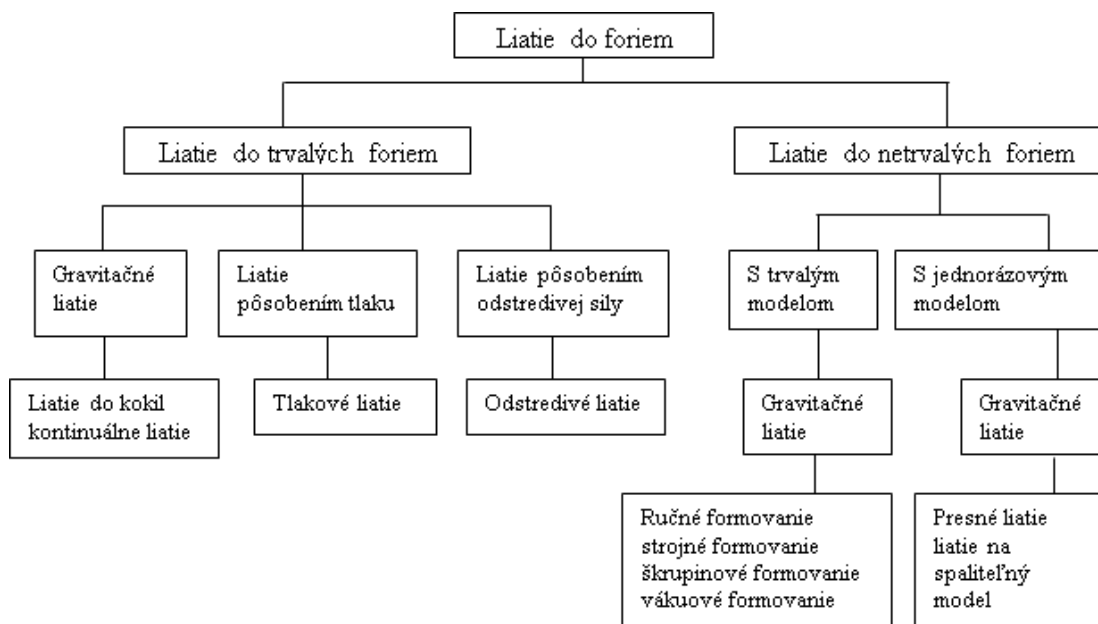 Liatie do foriem
Liatie do trvalých foriem
Liatie do netrvalých foriem
Gravitačné
liatie
Liatie
pôsobením tlaku
Liatie pôsobením
odstredivej sily
S trvalým
modelom
S jednorázovým
modelom
Liatie do kokil
kontinuálne liatie
Tlakové liatie
Odstredivé liatie
Gravitačné
liatie
Gravitačné
liatie
Ručné formovanie
strojné formovanie
škrupinové formovanie
vákuové formovanie
Presné liatie
liatie na
spaliteľný
model